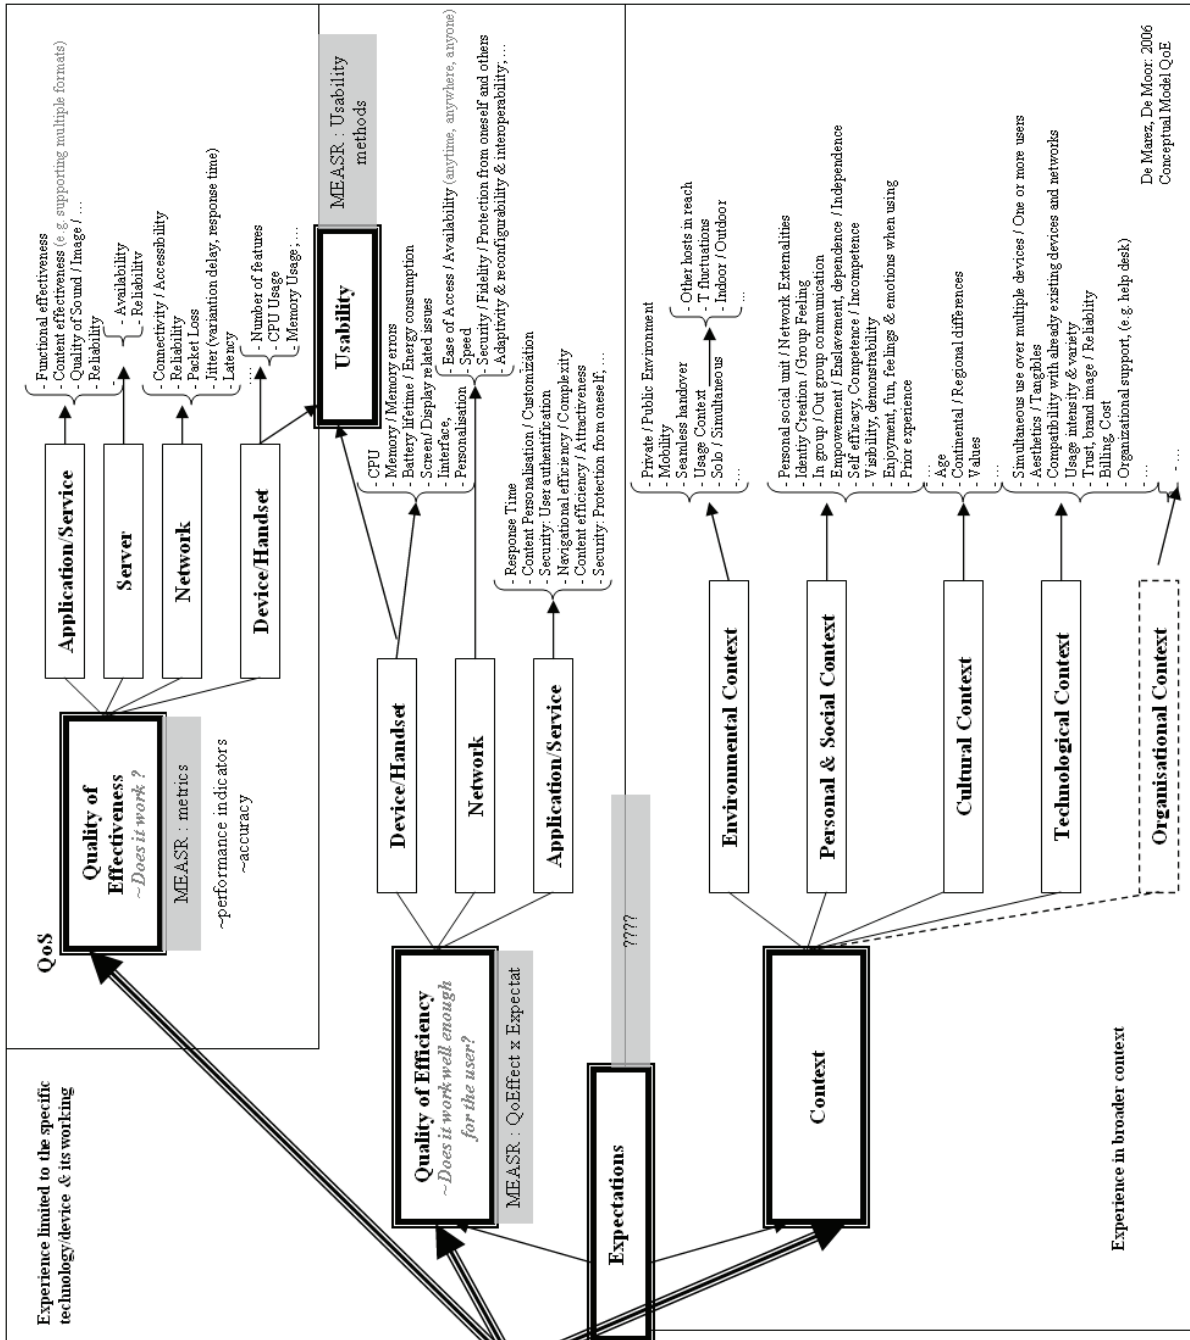 Experience limited to the specific
technology/device & its working
QoS
Quality of
Effectiveness
~Does it work ?
MEASR : metrics
~performance indicators
~accuracy
Application/Service
Server
Network
Device/Handset
- Functional effectiveness
- Content effectiveness (e.g. supporting multiple formats)
- Quality of Sound / Image / …
- Reliability
- Availability
- Reliability
- Connectivity / Accessibility
- Reliability
- Packet Loss
- Jitter (variantion delay, response time)
- Latency
….
- Number of features
- CPU Usage
- Memory Usage;…
Usability
MEASR : Usability
methods
Quality of Efficiency
~Does it work well enough
for the user?
MEASR : QoEffect x Expectat
Device/Handset
Network
Application/Service
- CPU
- Memory / Memory errors
- Battery lifetime / Energy consumption
- Screen/ Display related issues
- Iinterface,
- Personalisation
- Ease of Access / Availability (anytime, anywhere, anyone)
- Speed
- Security / Fidelity / Protection from oneself and others
- Adaptivity & reconfigurability & interoperability;…
- Response Time
- Content Personalisation / Customization
- Security: User authentification
- Navigational efficiency / Complexity
- Content efficiency / Attractiveness
- Security: Protection from oneself;…
Expectations
????
Context
Environmental Context
Personal & Social Context
Cultural Context
Technological Context
Organisational Context
- Private / Public Environment
- Mobility
- Seamless handover
- Usage Context
- Solo / Simultaneous
…
- Other hosts in reach
- T fluctuations
- Indoor / Outdoor
…
- Personal social unit / Network Externalities
- Identiy Creation / Group Feeling
- In group / Out group communication
- Empowerment / Enslavement, dependence / Independence
- Self efficacy, Competence / Incompetence
- Visibility, demonstrability
- Enjoyment, fun, feelings & emotions when using
- Prior experience
…
- Age
- Continental / Regional differences
- Values
…
- Simultaneous use over multiple devices / One or more users
- Aesthetics / Tangibles
- Compatibility with already existing devices and networks
- Usage intensity & variety
- Trust, brand image / Reliablity
- Billing, Cost
- Organizational support, (e.g. help desk)
…
- …
Experience in broader context
De Marez, De Moor: 2006
Conceptual Model QoE